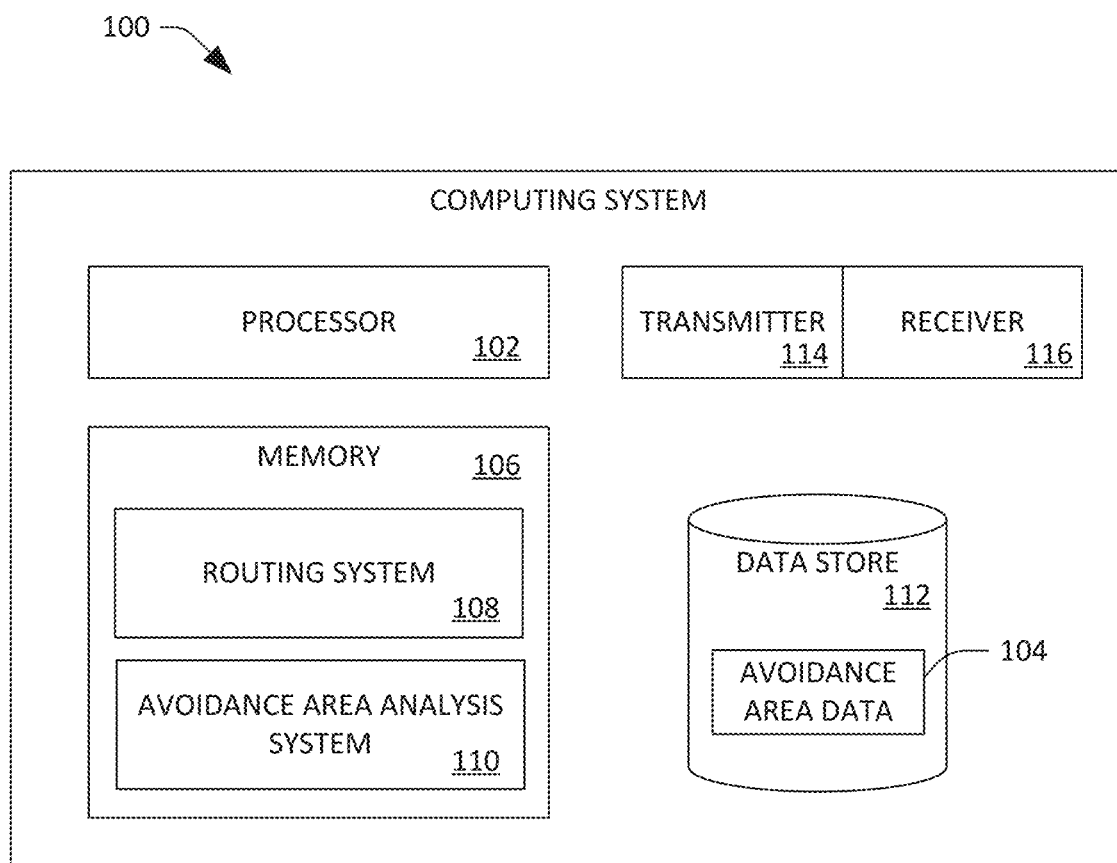 100
COMPUTING SYSTEM
PROCESSOR
102
TRANSMITTER
114
RECEIVER
116
MEMORY
106
ROUTING SYSTEM
108
AVOIDANCE AREA ANALYSIS
SYSTEM
110
DATA STORE
112
104
AVOIDANCE
AREA DATA